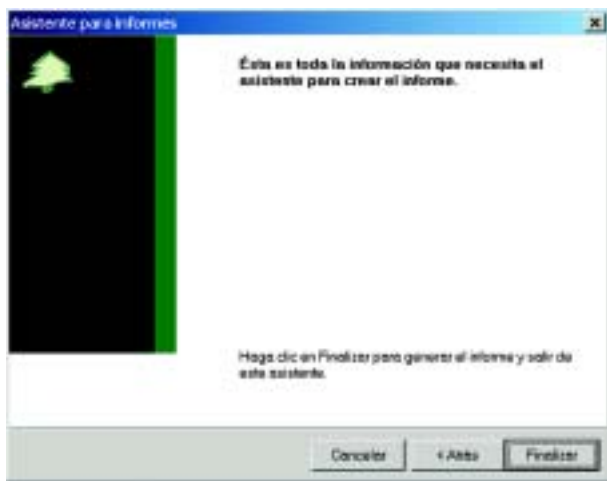 Asistente para informes
Ésta es toda la información que necesita el
asistente para crear el informe.
Haga clic en Finalizar para generar el informe y salir de
este asistente.
Cancelar
< Atrás
Finalizar